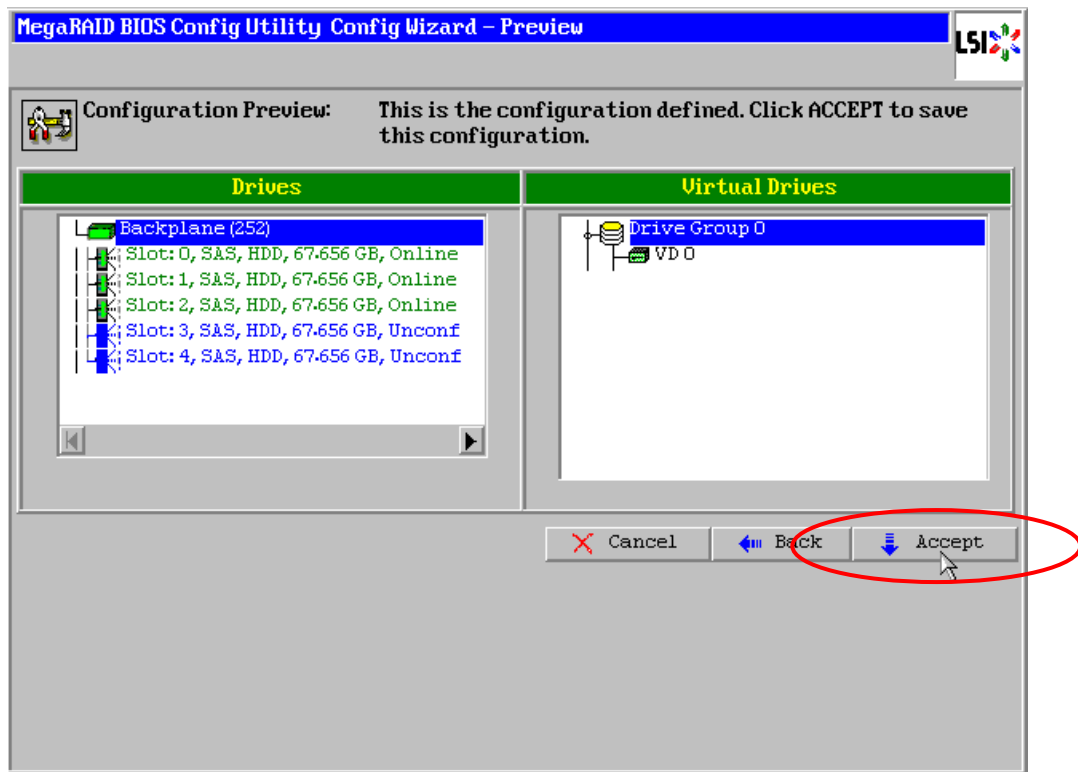 MegaRAID BIOS Config Utility Config Wizard – Preview
LSI
Configuration Preview: This is the configuration defined. Click ACCEPT to save
this configuration.
Drives
Backplane (252)
Slot: 0, SAS, HDD, 67.656 GB, Online
Slot: 1, SAS, HDD, 67.656 GB, Online
Slot: 2, SAS, HDD, 67.656 GB, Online
Slot: 3, SAS, HDD, 67.656 GB, Unconf
Slot: 4, SAS, HDD, 67.656 GB, Unconf
Virtual Drives
Drive Group 0
VD 0
Cancel Back Accept